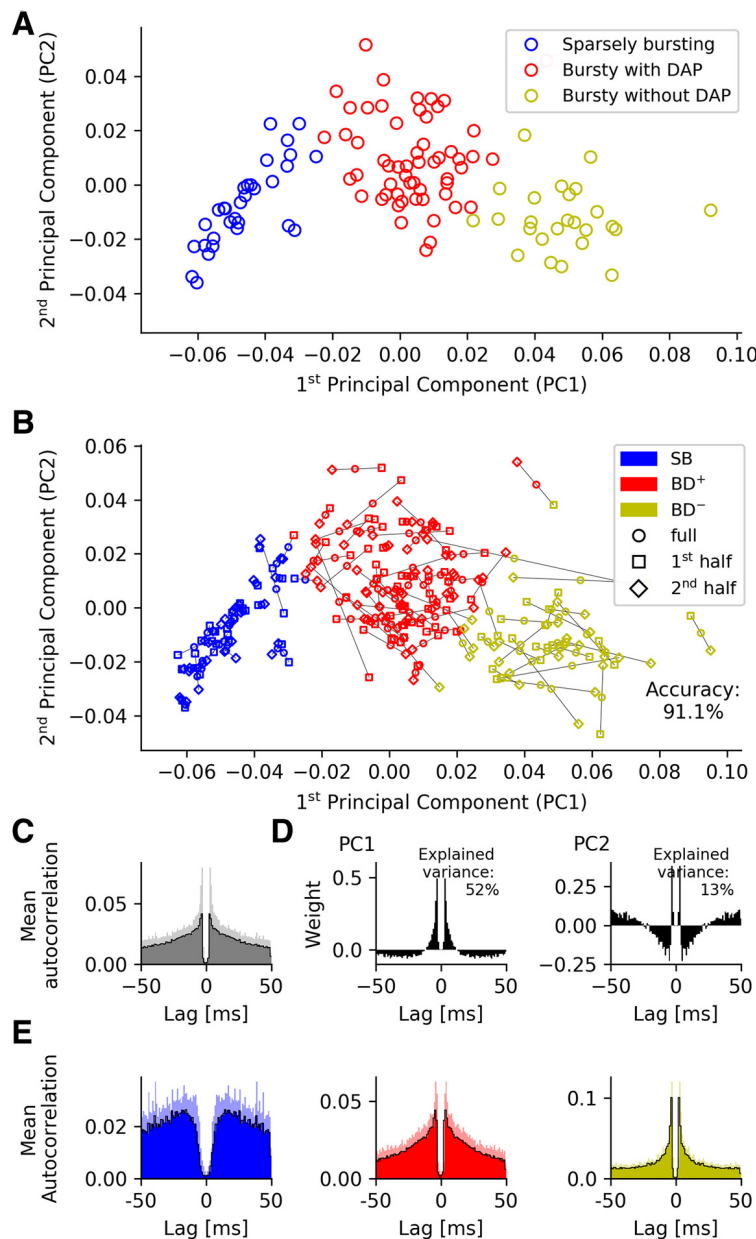 A
2nd Principal Component (PC2)
0.04
0.02
0.00
−0.02
−0.04
Sparsely bursting
Bursty with DAP
Bursty without DAP
−0.06 −0.04 −0.02 0.00 0.02 0.04 0.06 0.08 0.10
1st Principal Component (PC1)
B
2nd Principal Component (PC2)
0.06
0.04
0.02
0.00
−0.02
−0.04
SB
BD+
BD−
full
1st half
2nd half
Accuracy:
91.1%
−0.06 −0.04 −0.02 0.00 0.02 0.04 0.06 0.08 0.10
1st Principal Component (PC1)
C
Mean
autocorrelation
0.05
0.00
-50 0 50
Lag [ms]
D
PC1
Explained
variance:
52%
Weight
0.5
0.0
-50 0 50
Lag [ms]
PC2
Explained
variance:
13%
0.25
0.00
−0.25
-50 0 50
Lag [ms]
E
Mean
Autocorrelation
0.02
0.00
-50 0 50
Lag [ms]
0.05
0.00
-50 0 50
Lag [ms]
0.1
0.0
-50 0 50
Lag [ms]